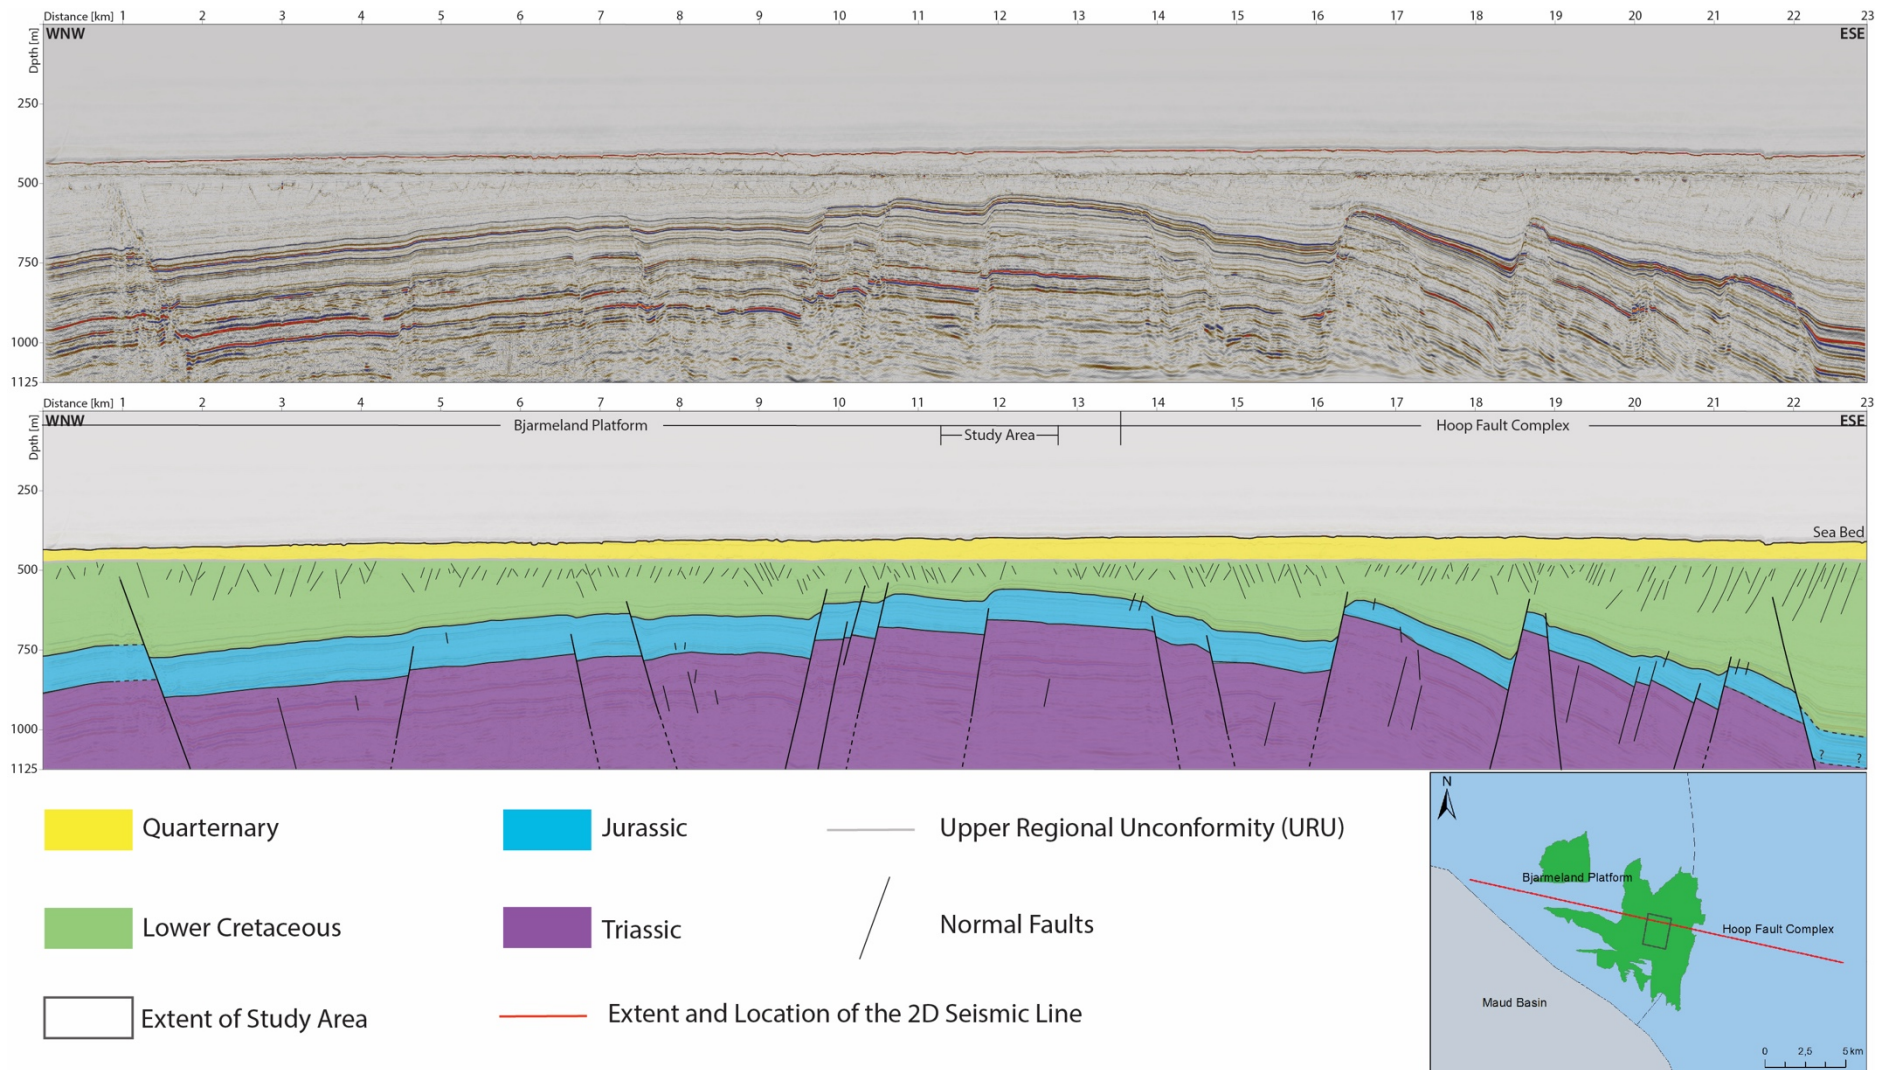 Distance [km] 1 2 3 4 5 6 7 8 9 10 11 12 13 14 15 16 17 18 19 20 21 22 23
WNW ESE
Dpth [m]
250
500
750
1000
1125
Distance [km] 1 2 3 4 5 6 7 8 9 10 11 12 13 14 15 16 17 18 19 20 21 22 23
WNW ESE
Dpth [m]
Bjarmeland Platform Study Area Hoop Fault Complex
250
Sea Bed
500
750
1000
? ?
1125
Quarternary Jurassic Upper Regional Unconformity (URU)
Lower Cretaceous Triassic Normal Faults
Extent of Study Area Extent and Location of the 2D Seismic Line
N
Bjarmeland Platform
Hoop Fault Complex
Maud Basin
0 2,5 5 km